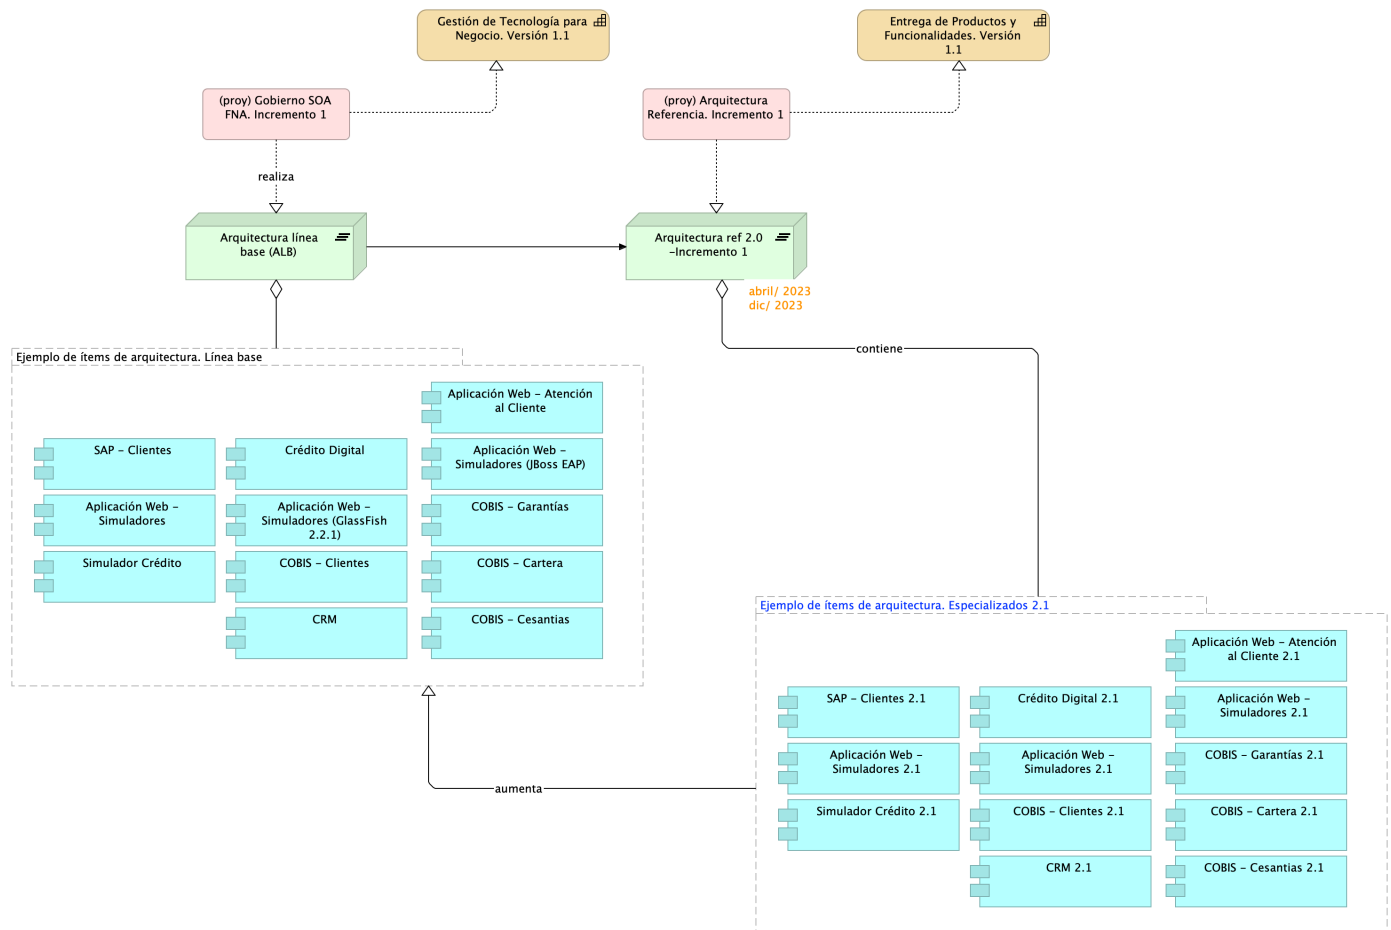 Gestión de Tecnología para
Negocio. Versión 1.1
Entrega de Productos y
Funcionalidades. Versión
1.1
(proy) Gobierno SOA
FNA. Incremento 1
(proy) Arquitectura
Referencia. Incremento 1
realiza
Arquitectura línea
base (ALB)
Arquitectura ref 2.0
-Incremento 1
abril/ 2023
dic/ 2023
contiene
Ejemplo de ítems de arquitectura. Línea base
Aplicación Web - Atención
al Cliente
SAP - Clientes
Crédito Digital
Aplicación Web -
Simuladores (JBoss EAP)
Aplicación Web -
Simuladores
Aplicación Web -
Simuladores (GlassFish
2.2.1)
COBIS - Garantías
Simulador Crédito
COBIS - Clientes
COBIS - Cartera
CRM
COBIS - Cesantias
Ejemplo de ítems de arquitectura. Especializados 2.1
Aplicación Web - Atención
al Cliente 2.1
SAP - Clientes 2.1
Crédito Digital 2.1
Aplicación Web -
Simuladores 2.1
Aplicación Web -
Simuladores 2.1
Aplicación Web -
Simuladores 2.1
COBIS - Garantías 2.1
Simulador Crédito 2.1
COBIS - Clientes 2.1
COBIS - Cartera 2.1
CRM 2.1
COBIS - Cesantias 2.1
aumenta